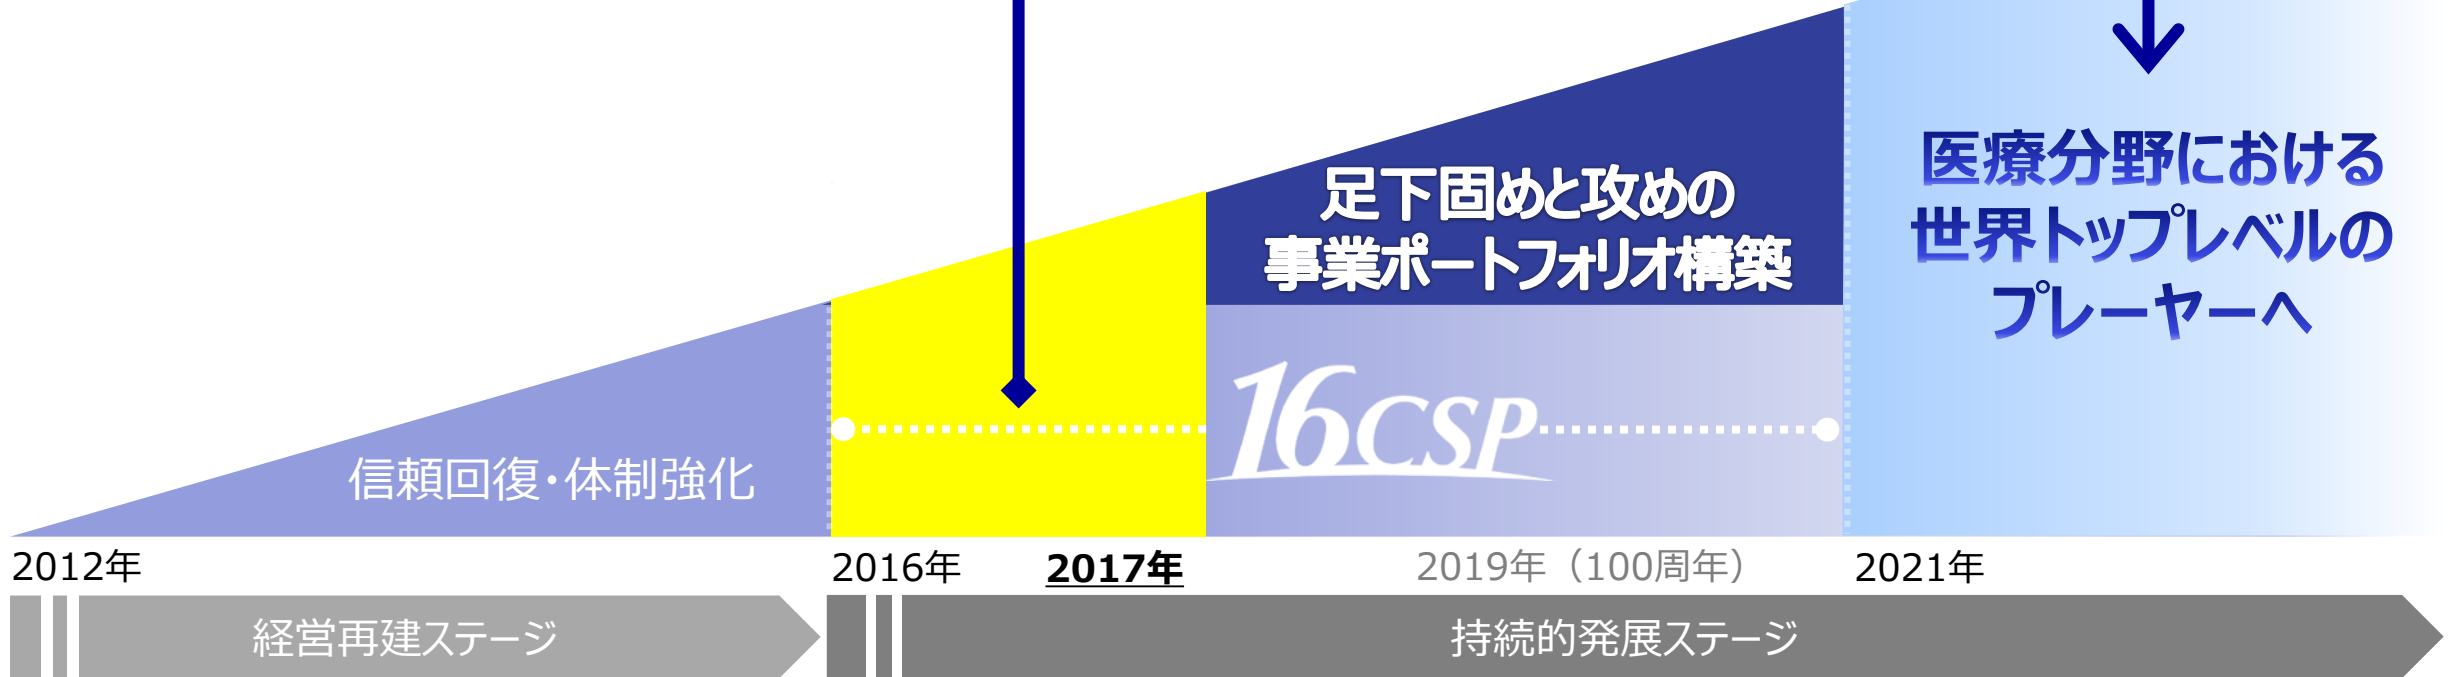 医療分野における
世界トップレベルの
プレーヤーへ
足下固めと攻めの
事業ポートフォリオ構築
16CSP
信頼回復・体制強化
2012年
2016年
2017年
2019年（100周年）
2021年
経営再建ステージ
持続的発展ステージ